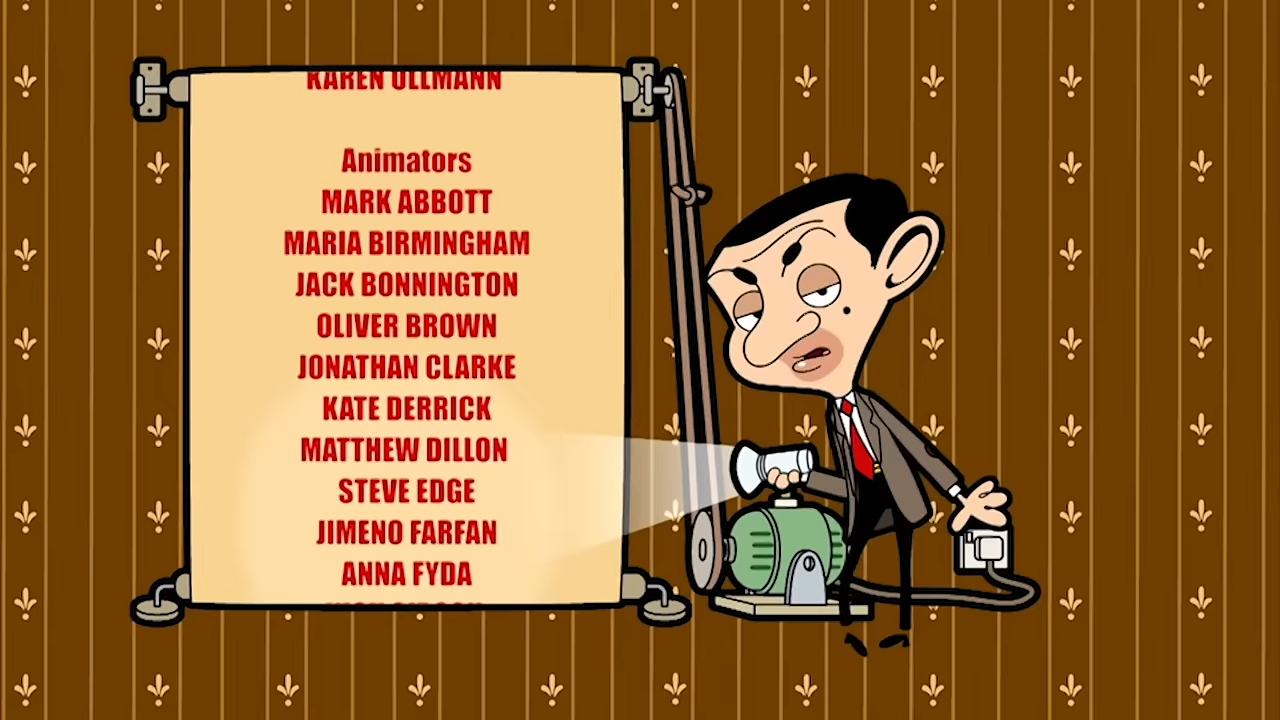 KAREN ULLMANN
Animators
MARK ABBOTT
MARIA BIRMINGHAM
JACK BONNINGTON
OLIVER BROWN
JONATHAN CLARKE
KATE DERRICK
MATTHEW DILLON
STEVE EDGE
JIMENO FARFAN
ANNA FYDA